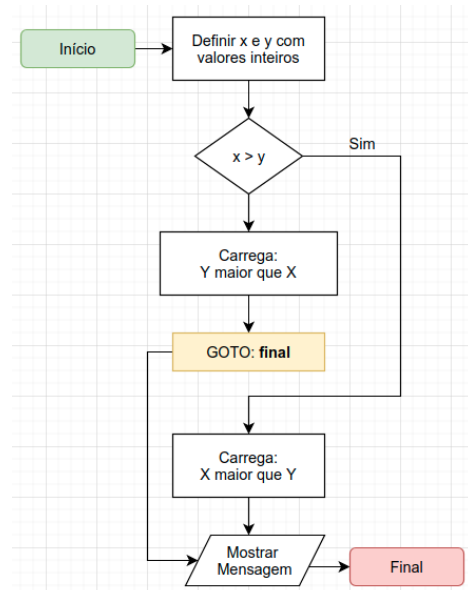 Início
Definir x e y com
valores inteiros
x > y
Sim
Carrega:
Y maior que X
GOTO: final
Carrega:
X maior que Y
Mostrar
Mensagem
Final